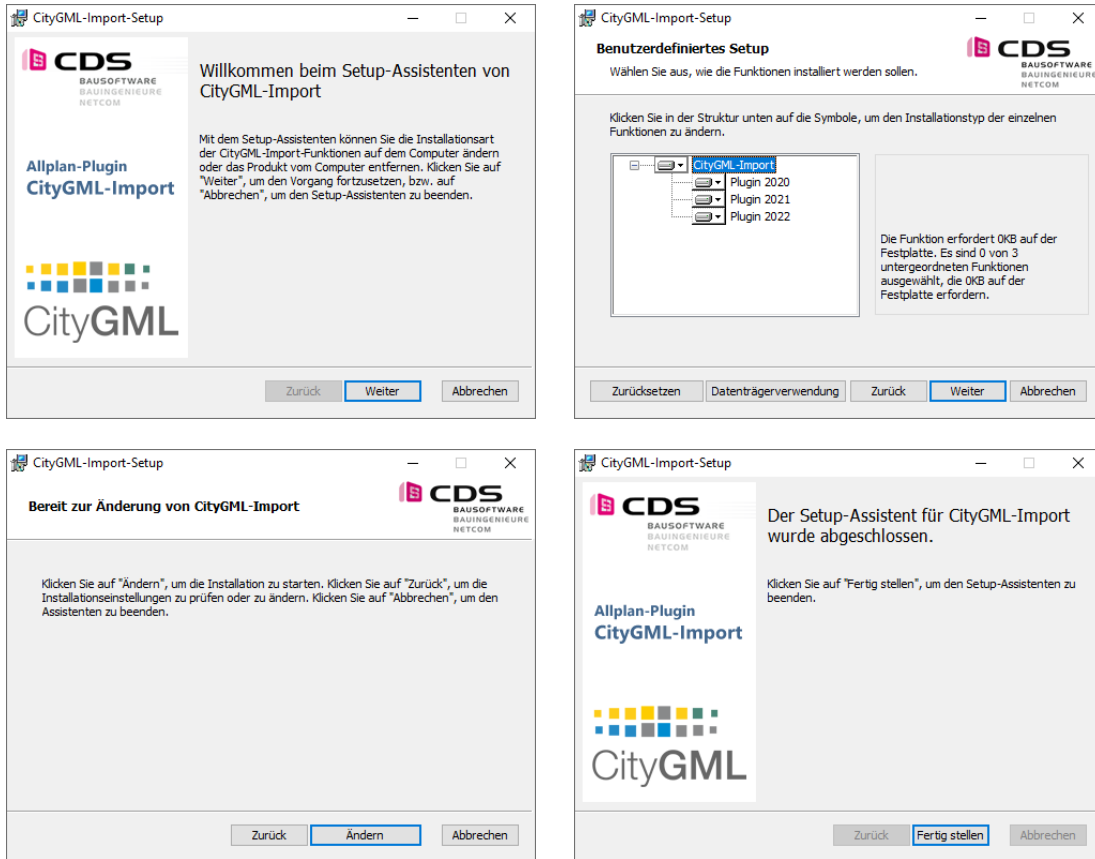 CityGML-Import-Setup
CDS
BAUSOFTWARE
BAUINGENIEURE
NETCOM
Allplan-Plugin
CityGML-Import
CityGML
Willkommen beim Setup-Assistenten von
CityGML-Import
Mit dem Setup-Assistenten können Sie die Installationsart
der CityGML-Import-Funktionen auf dem Computer ändern
oder das Produkt vom Computer entfernen. Klicken Sie auf
"Weiter", um den Vorgang fortzusetzen, bzw. auf
"Abbrechen", um den Setup-Assistenten zu beenden.
Zurück Weiter Abbrechen
CityGML-Import-Setup
Benutzerdefiniertes Setup
Wählen Sie aus, wie die Funktionen installiert werden sollen.
CDS
BAUSOFTWARE
BAUINGENIEURE
NETCOM
Klicken Sie in der Struktur unten auf die Symbole, um den Installationstyp der einzelnen
Funktionen zu ändern.
CityGML-Import
Plugin 2020
Plugin 2021
Plugin 2022
Die Funktion erfordert 0KB auf der
Festplatte. Es sind 0 von 3
untergeordneten Funktionen
ausgewählt, die 0KB auf der
Festplatte erfordern.
Zurücksetzen Datenträgerverwendung Zurück Weiter Abbrechen
CityGML-Import-Setup
Bereit zur Änderung von CityGML-Import
CDS
BAUSOFTWARE
BAUINGENIEURE
NETCOM
Klicken Sie auf "Ändern", um die Installation zu starten. Klicken Sie auf "Zurück", um die
Installationseinstellungen zu prüfen oder zu ändern. Klicken Sie auf "Abbrechen", um den
Assistenten zu beenden.
Zurück Ändern Abbrechen
CityGML-Import-Setup
CDS
BAUSOFTWARE
BAUINGENIEURE
NETCOM
Allplan-Plugin
CityGML-Import
CityGML
Der Setup-Assistent für CityGML-Import
wurde abgeschlossen.
Klicken Sie auf "Fertig stellen", um den Setup-Assistenten zu
beenden.
Zurück Fertig stellen Abbrechen